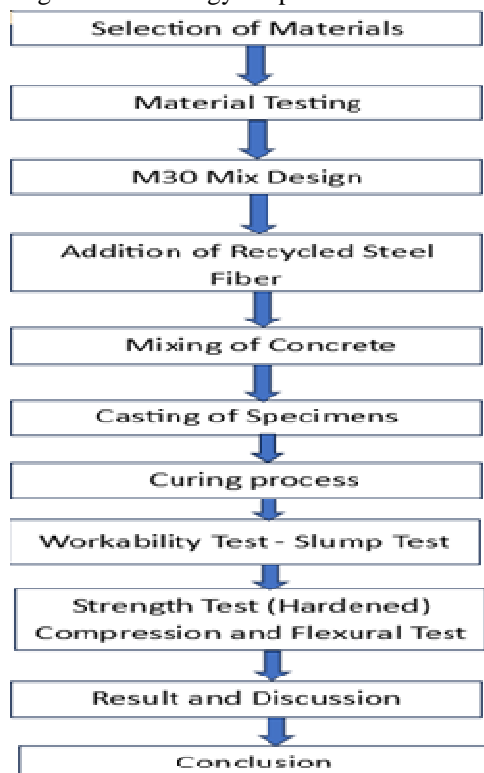 Selection of Materials
Material Testing
M30 Mix Design
Addition of Recycled Steel
Fiber
Mixing of Concrete
Casting of Specimens
Curing process
Workability Test - Slump Test
Strength Test (Hardened)
Compression and Flexural Test
Result and Discussion
Conclusion